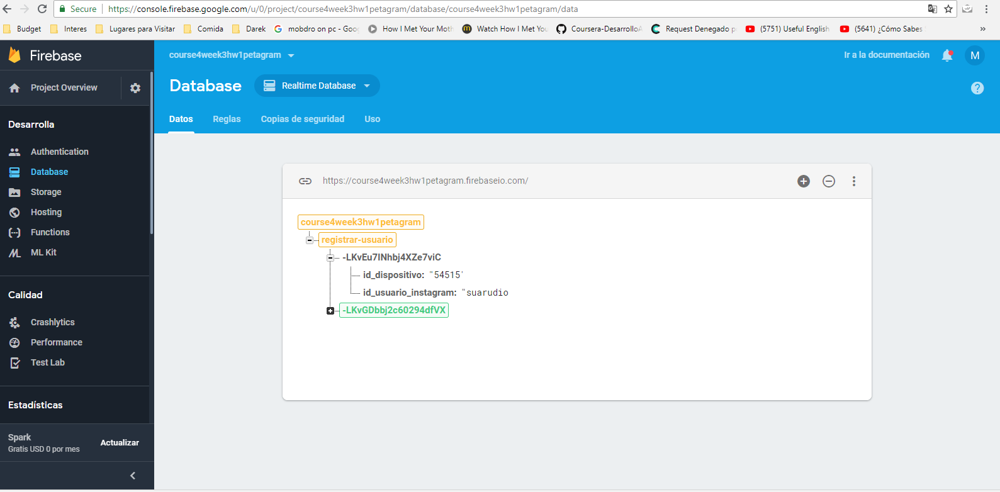 Secure https://console.firebase.google.com/u/0/project/course4week3hw1petagram/database/course4week3hw1petagram/data
Budget Interes Lugares para Visitar Comida Darek mobdro on pc - Goo How I Met Your Moth Watch How I Met You Coursera-DesarrolloA Request Denegado p (5751) Useful English (5641) ¿Cómo Sabes »
Firebase
course4week3hw1petagram
Ir a la documentación
M
Project Overview
Database
Realtime Database
Datos Reglas Copias de seguridad Uso
Desarrolla
Authentication
Database
Storage
Hosting
Functions
ML Kit
Calidad
Crashlytics
Performance
Test Lab
Estadísticas
Spark
Gratis USD 0 por mes
Actualizar
https://course4week3hw1petagram.firebaseio.com/
course4week3hw1petagram
registrar-usuario
-LKvEu7INhbj4XZe7viC
id_dispositivo: "54515'
id_usuario_instagram: "suarudio
-LKvGDbbj2c60294dfVX